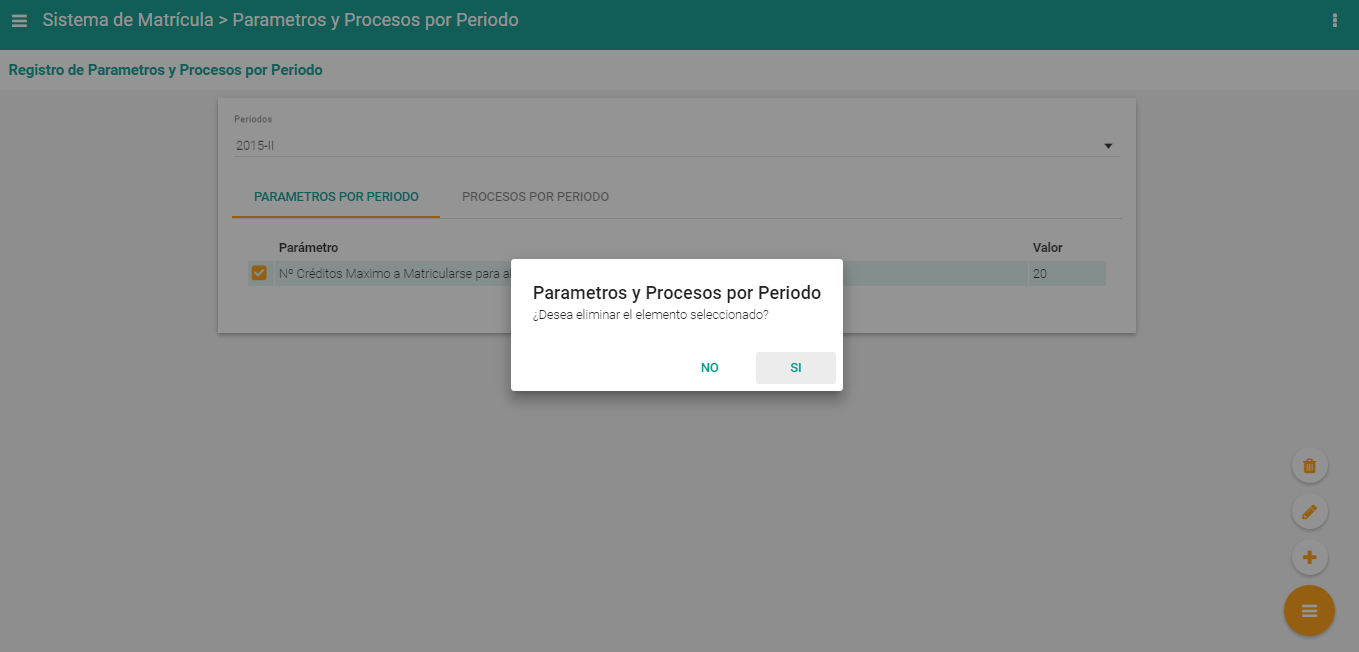 Sistema de Matrícula > Parametros y Procesos por Periodo
Registro de Parametros y Procesos por Periodo
Periodos
2015-II
PARAMETROS POR PERIODO PROCESOS POR PERIODO
Parámetro Valor
Nº Créditos Maximo a Matricularse para 20
Parametros y Procesos por Periodo
¿Desea eliminar el elemento seleccionado?
NO SI